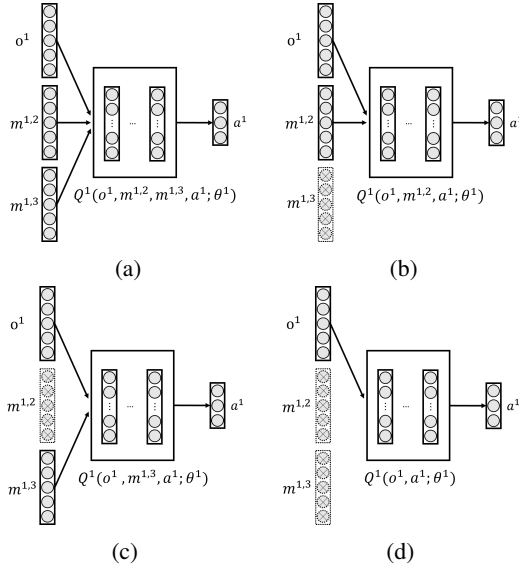 o¹
m¹,²
m¹,³
...
a¹
Q¹(o¹, m¹,², m¹,³, a¹; θ¹)
(a)
o¹
m¹,²
m¹,³
...
a¹
Q¹(o¹, m¹,², a¹; θ¹)
(b)
o¹
m¹,²
m¹,³
...
a¹
Q¹(o¹, m¹,³, a¹; θ¹)
(c)
o¹
m¹,²
m¹,³
...
a¹
Q¹(o¹, a¹; θ¹)
(d)